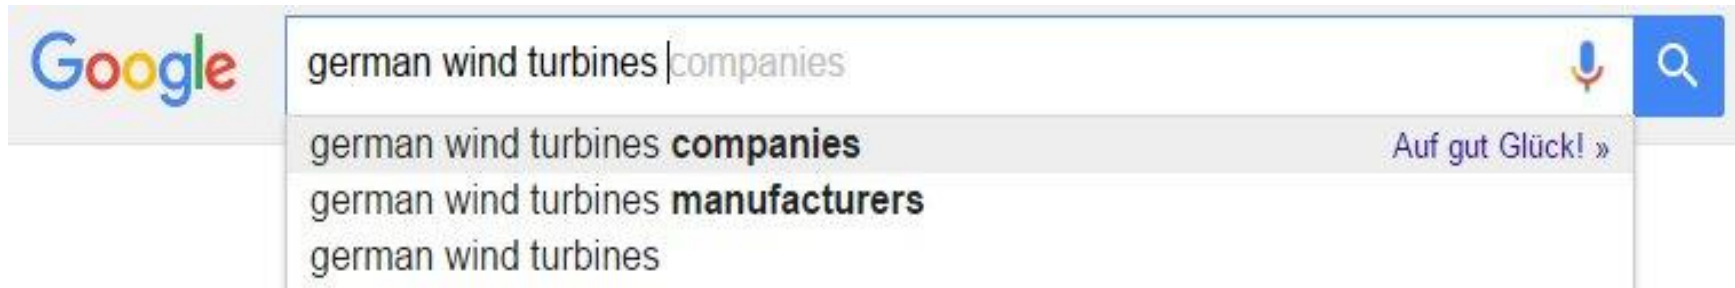 Google german wind turbines companies
german wind turbines companies Auf gut Glück! »
german wind turbines manufacturers
german wind turbines